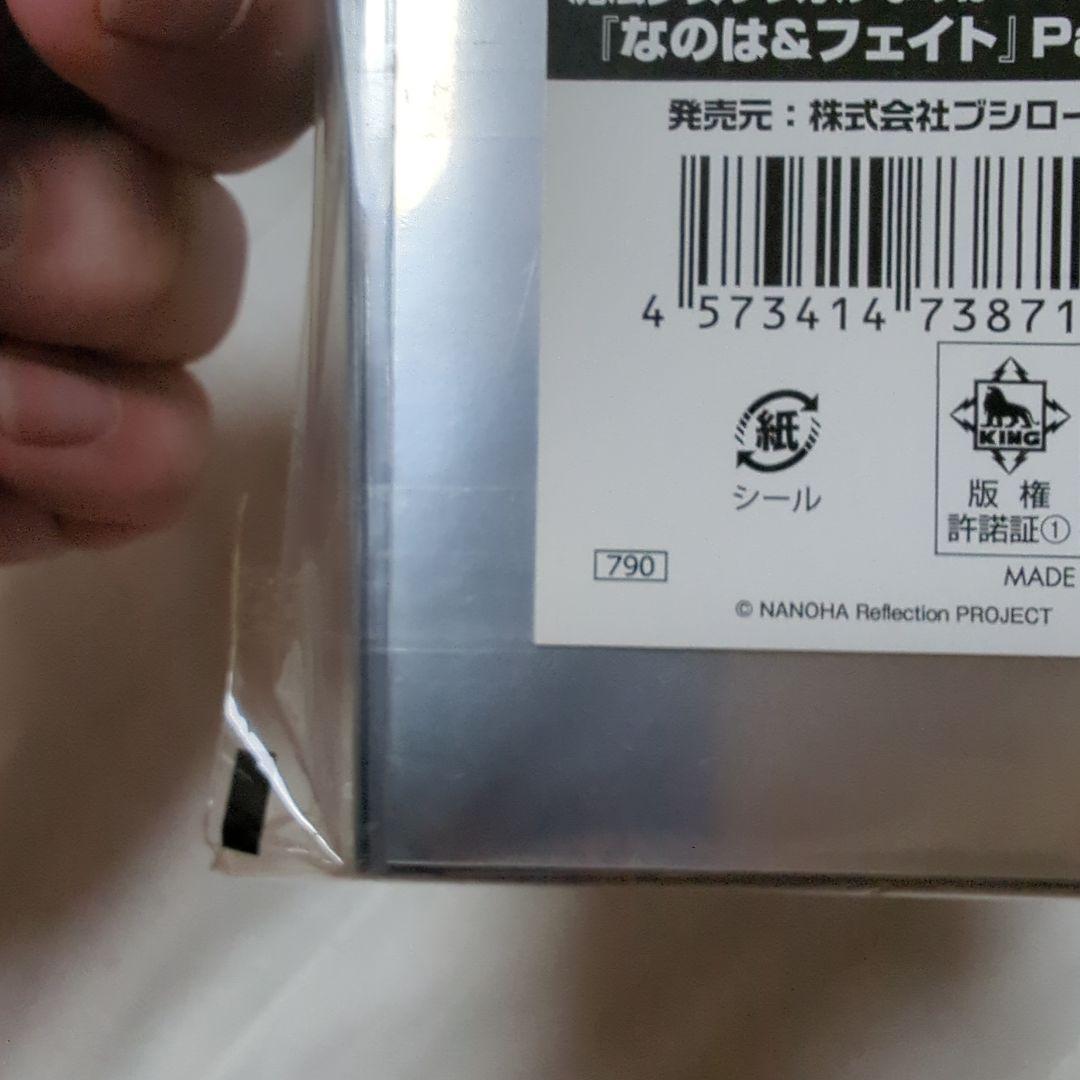 『なのは&フェイト』Pa
発売元：株式会社ブシロー
4 573414 73871
紙
シール
KING
版 権
許諾証①
790
MADE
© NANOHA Reflection PROJECT